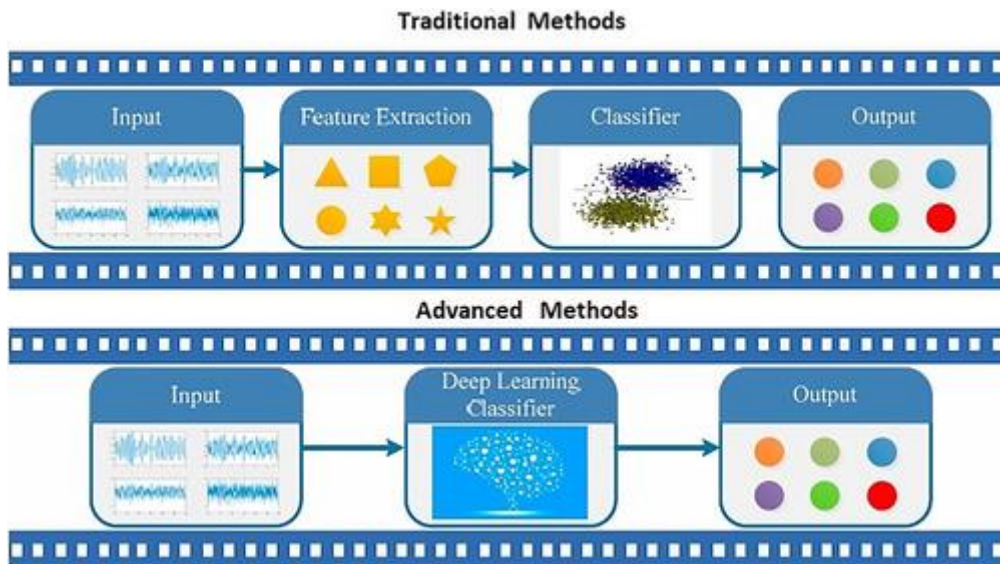 Traditional Methods
Input
Feature Extraction
Classifier
Output
Advanced Methods
Input
Deep Learning
Classifier
Output